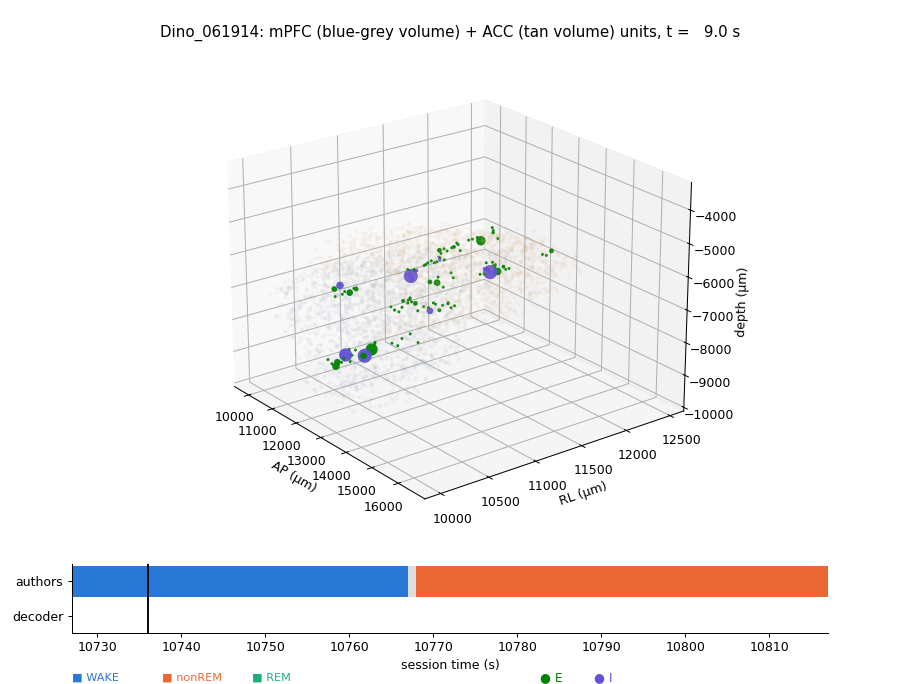 Dino_061914: mPFC (blue-grey volume) + ACC (tan volume) units, t =   9.0 s
−4000
−5000
−6000
−7000
−8000
−9000
−10000
depth (μm)
10000
11000
12000
13000
14000
15000
16000
AP (μm)
10000
10500
11000
11500
12000
12500
RL (μm)
authors
decoder
10730
10740
10750
10760
10770
10780
10790
10800
10810
session time (s)
WAKE
nonREM
REM
E
I